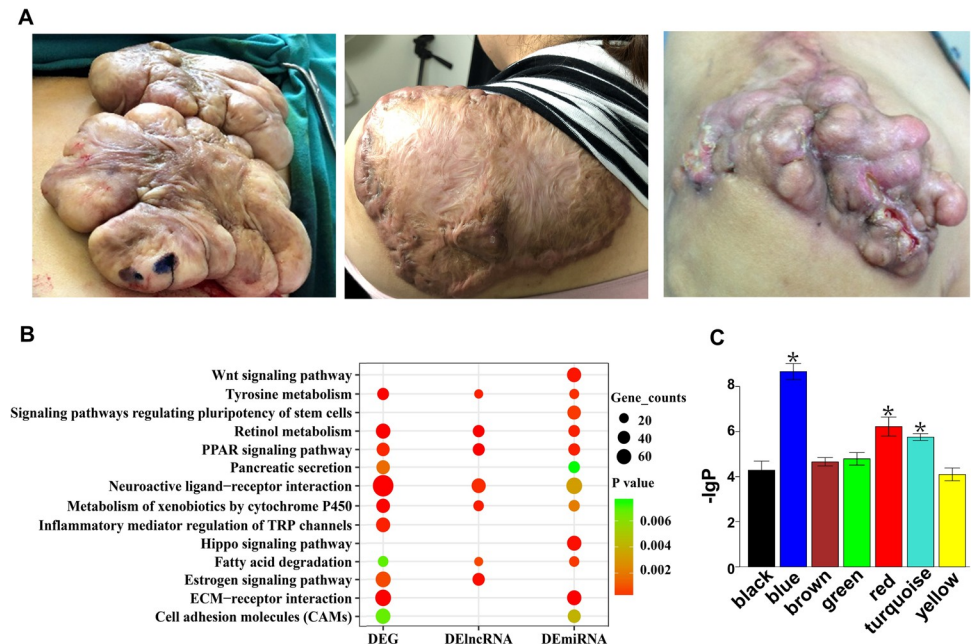 A
B
Wnt signaling pathway
Tyrosine metabolism
Signaling pathways regulating pluripotency of stem cells
Retinol metabolism
PPAR signaling pathway
Pancreatic secretion
Neuroactive ligand−receptor interaction
Metabolism of xenobiotics by cytochrome P450
Inflammatory mediator regulation of TRP channels
Hippo signaling pathway
Fatty acid degradation
Estrogen signaling pathway
ECM−receptor interaction
Cell adhesion molecules (CAMs)
DEG DElncRNA DEmiRNA
Gene_counts
20
40
60
P value
0.006
0.004
0.002
C
-lgP
8
6
4
2
0
* * *
black blue brown green red turquoise yellow